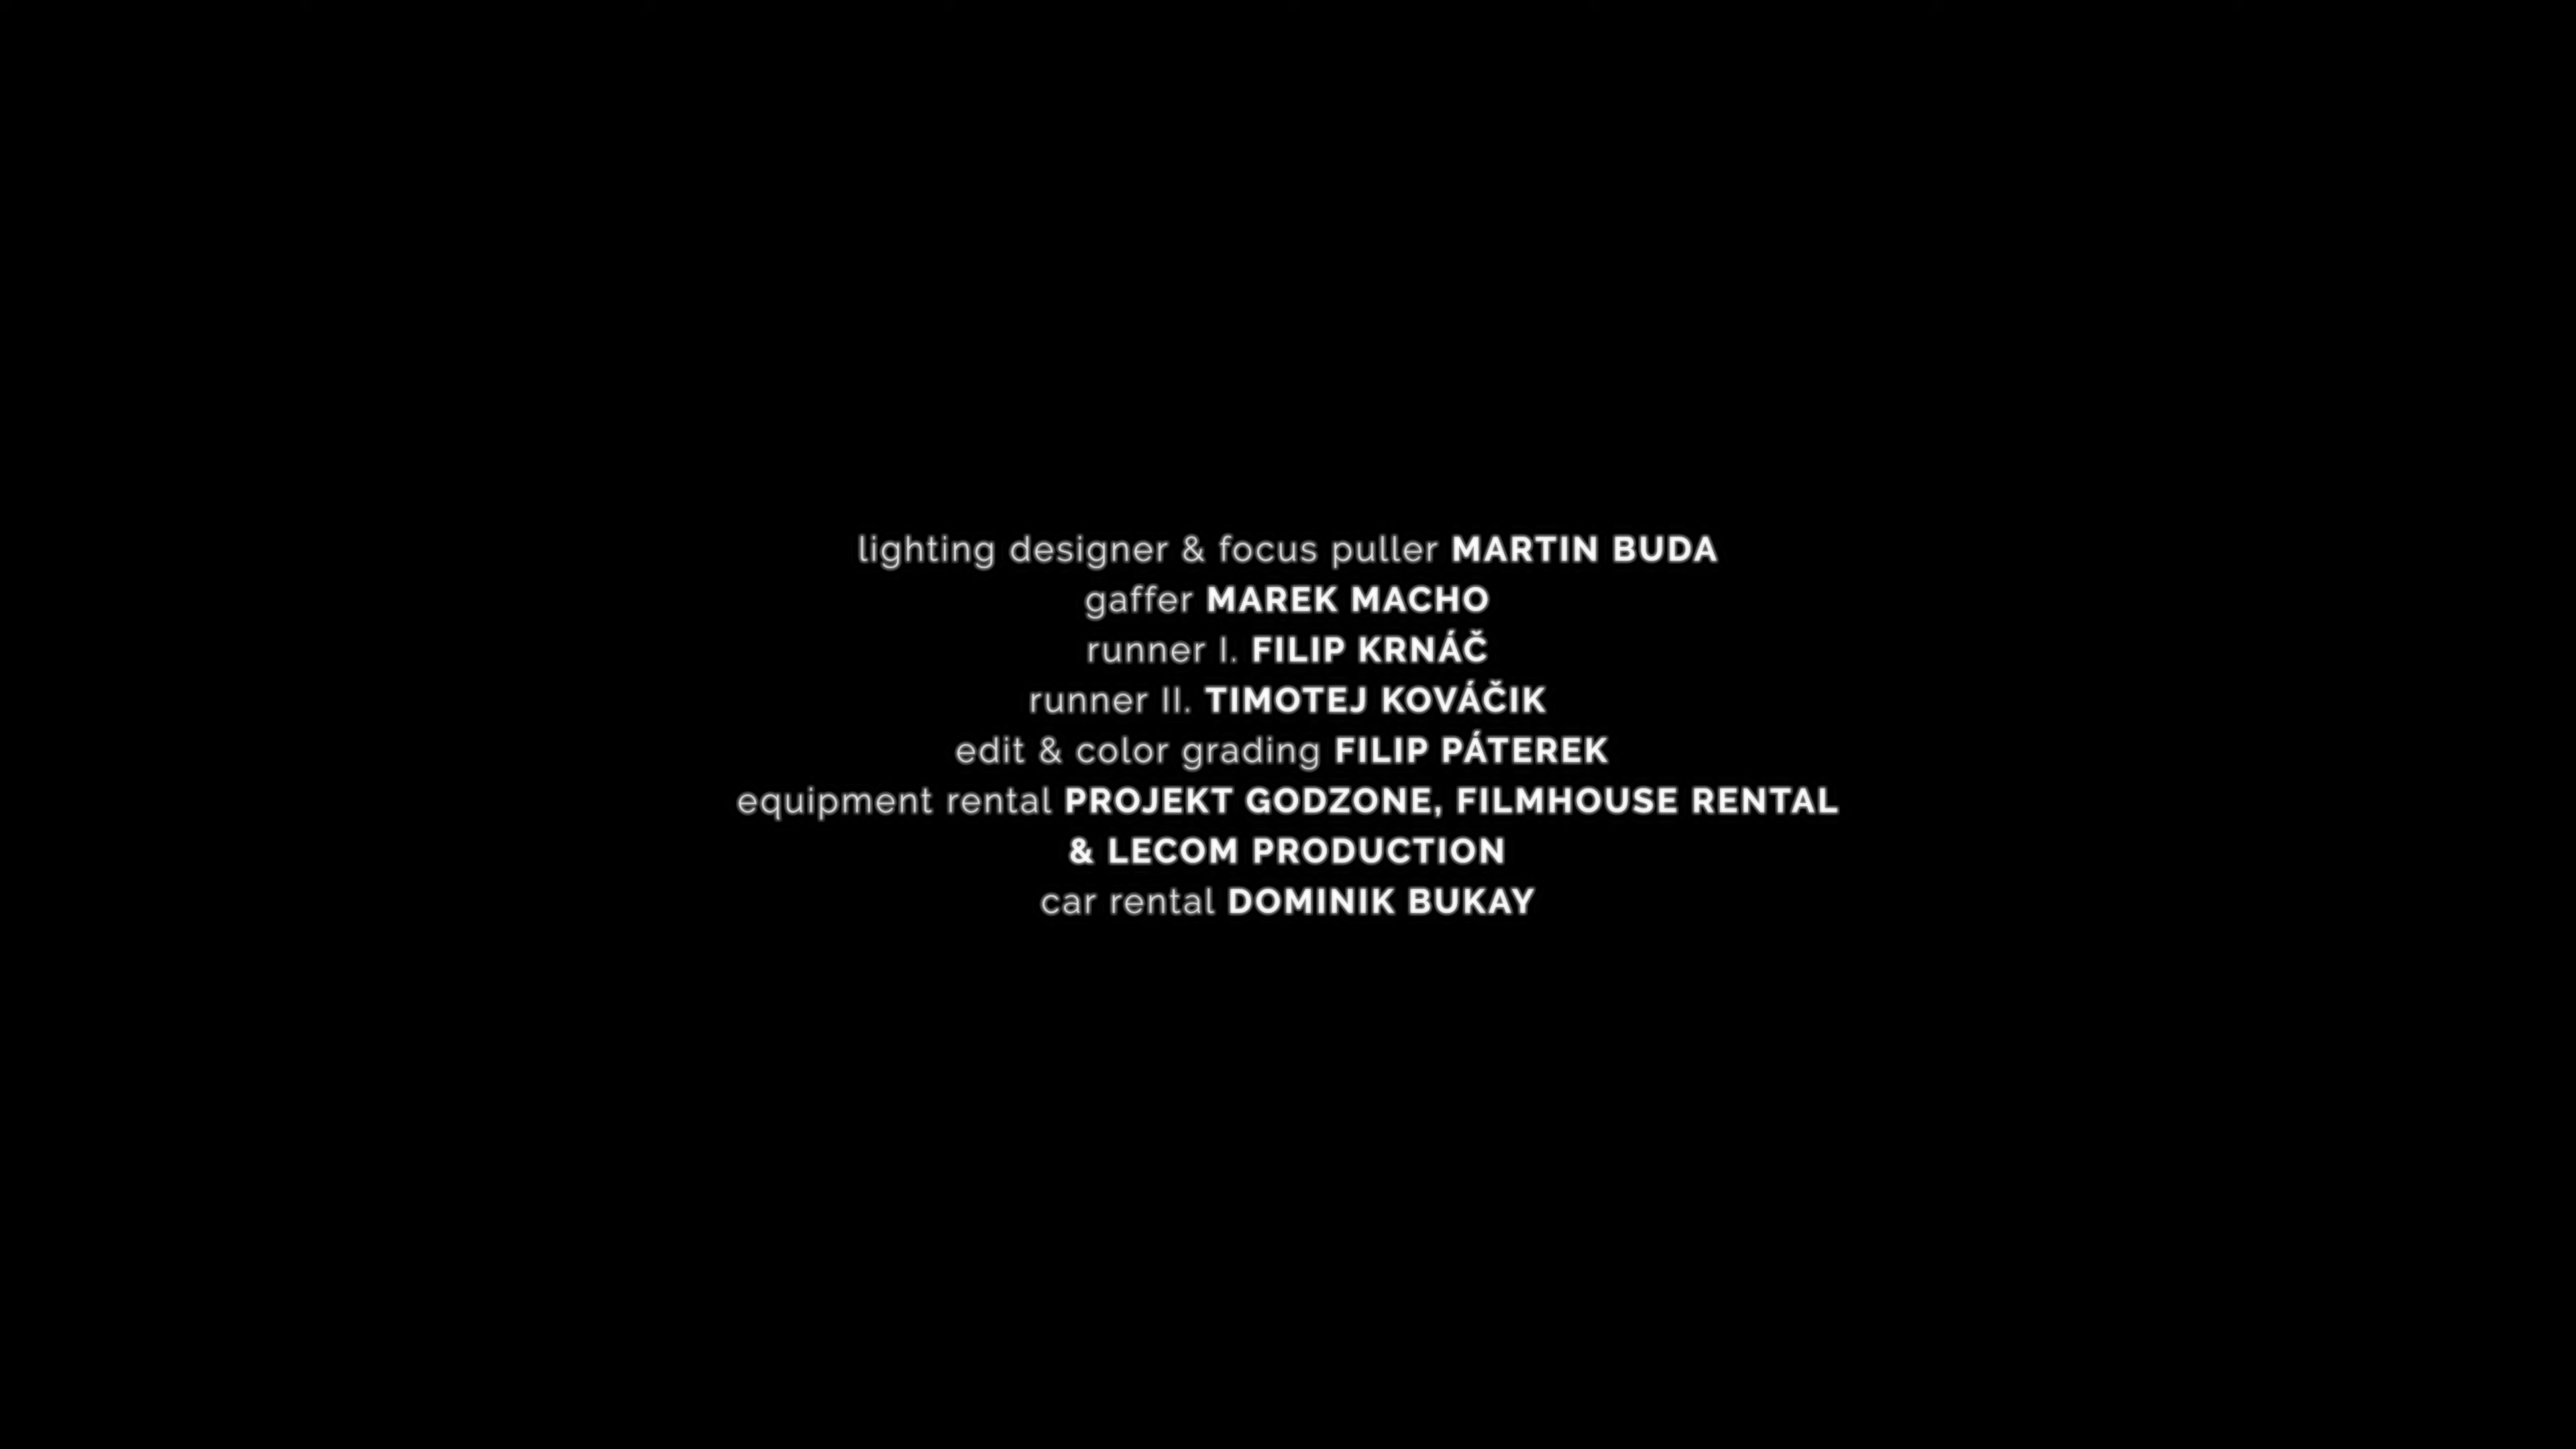 lighting designer & focus puller MARTIN BUDA
gaffer MAREK MACHO
runner I. FILIP KRNÁČ
runner II. TIMOTEJ KOVÁČIK
edit & color grading FILIP PÁTEREK
equipment rental PROJEKT GODZONE, FILMHOUSE RENTAL
& LECOM PRODUCTION
car rental DOMINIK BUKAY